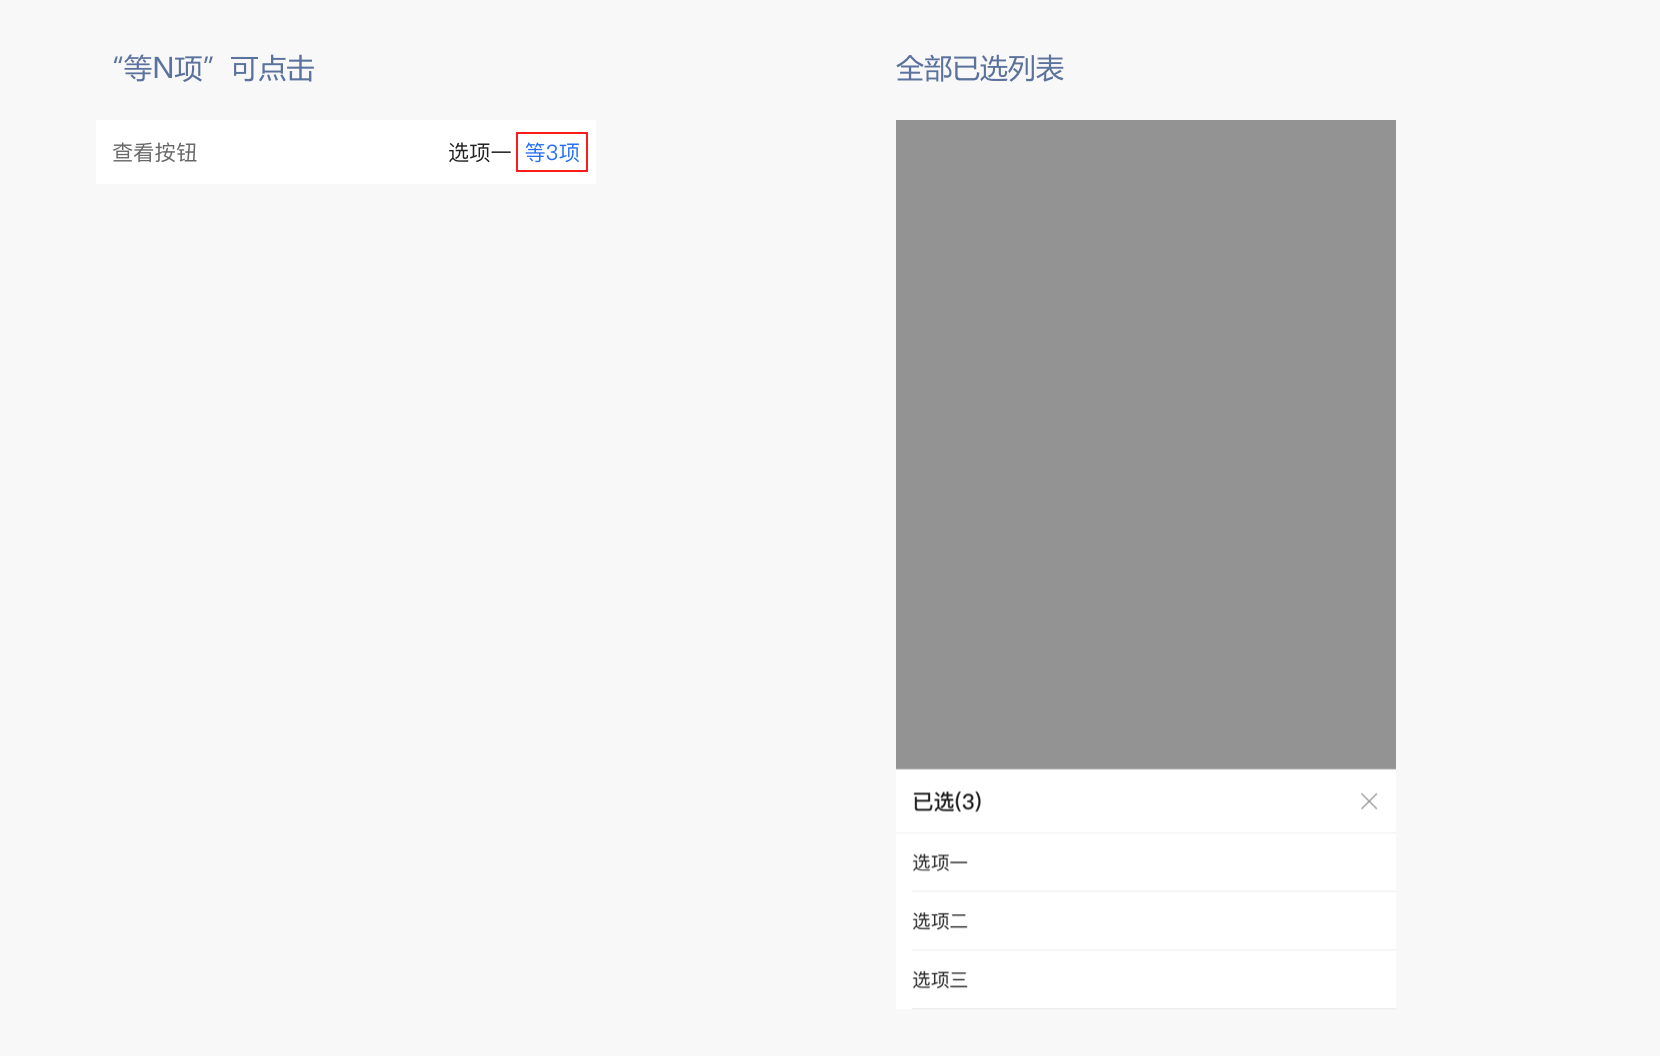 “等N项”可点击
查看按钮
选项一 等3项
全部已选列表
已选(3)
选项一
选项二
选项三